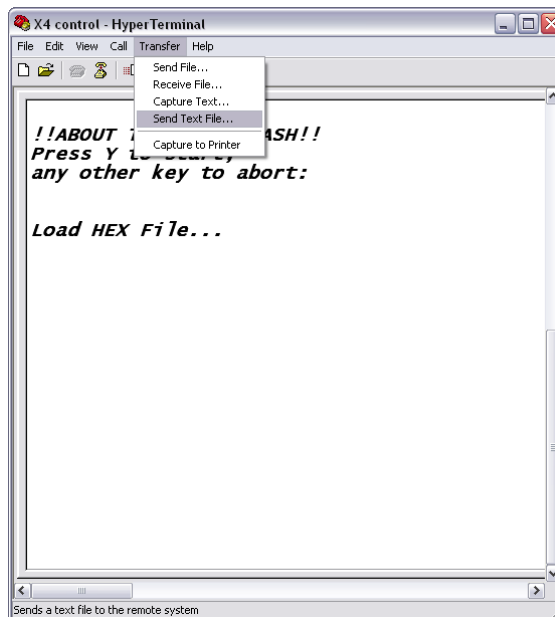 X4 control - HyperTerminal
File Edit View Call Transfer Help
Send File...
Receive File...
Capture Text...
Send Text File...
Capture to Printer
!!ABOUT T ASH!!
Press Y to Start,
any other key to abort:
Load HEX File...
Sends a text file to the remote system